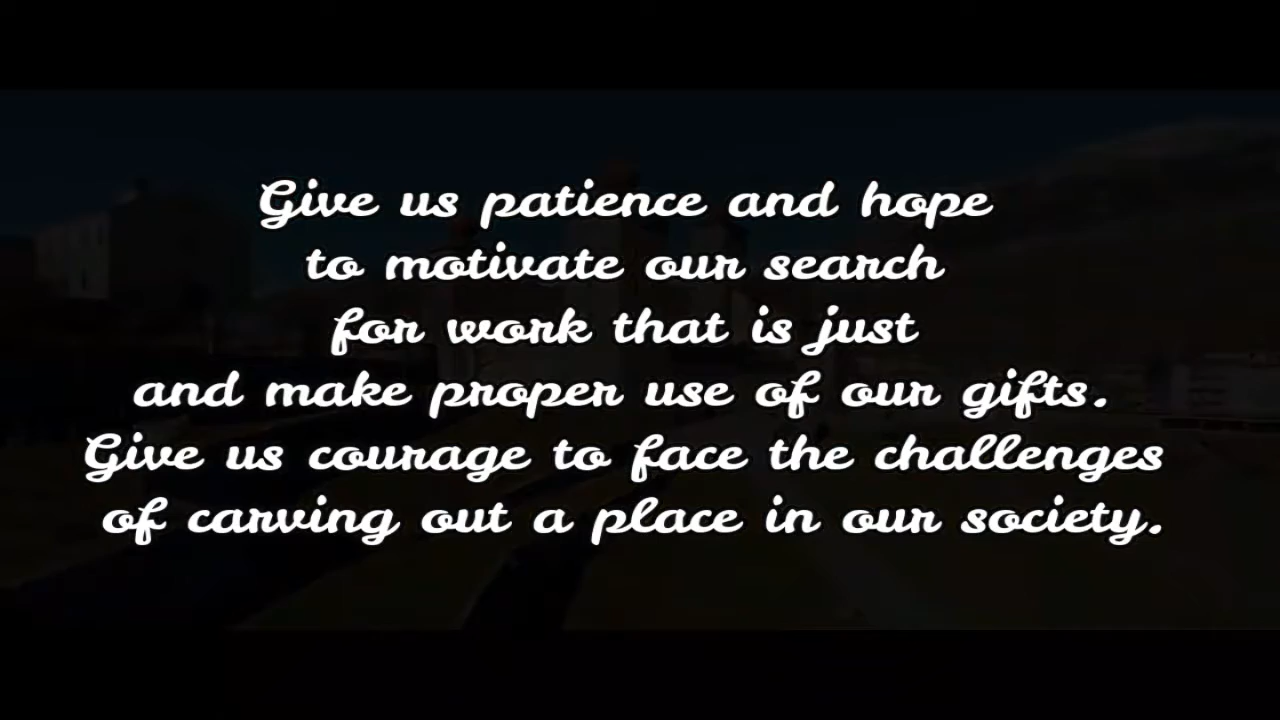 Give us patience and hope
to motivate our search
for work that is just
and make proper use of our gifts.
Give us courage to face the challenges
of carving out a place in our society.